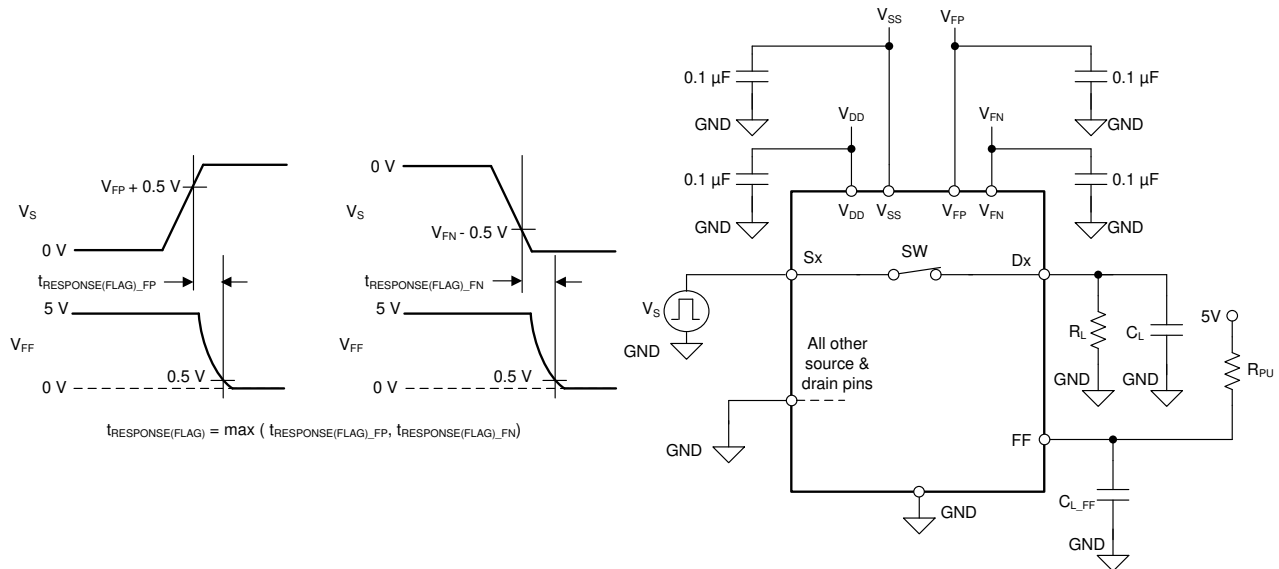 V_FP + 0.5 V
V_S
0 V
t_RESPONSE(FLAG)_FP
5 V
V_FF
0.5 V
0 V
0 V
V_S
V_FN - 0.5 V
t_RESPONSE(FLAG)_FN
5 V
V_FF
0.5 V
0 V
t_RESPONSE(FLAG) = max ( t_RESPONSE(FLAG)_FP, t_RESPONSE(FLAG)_FN)
V_SS
V_FP
0.1 µF
0.1 µF
GND
GND
V_DD
V_FN
0.1 µF
0.1 µF
GND
GND
V_DD
V_SS
V_FP
V_FN
SW
Sx
Dx
V_S
GND
R_L
C_L
GND
GND
5V
R_PU
All other
source &
drain pins
GND
FF
GND
C_L_FF
GND